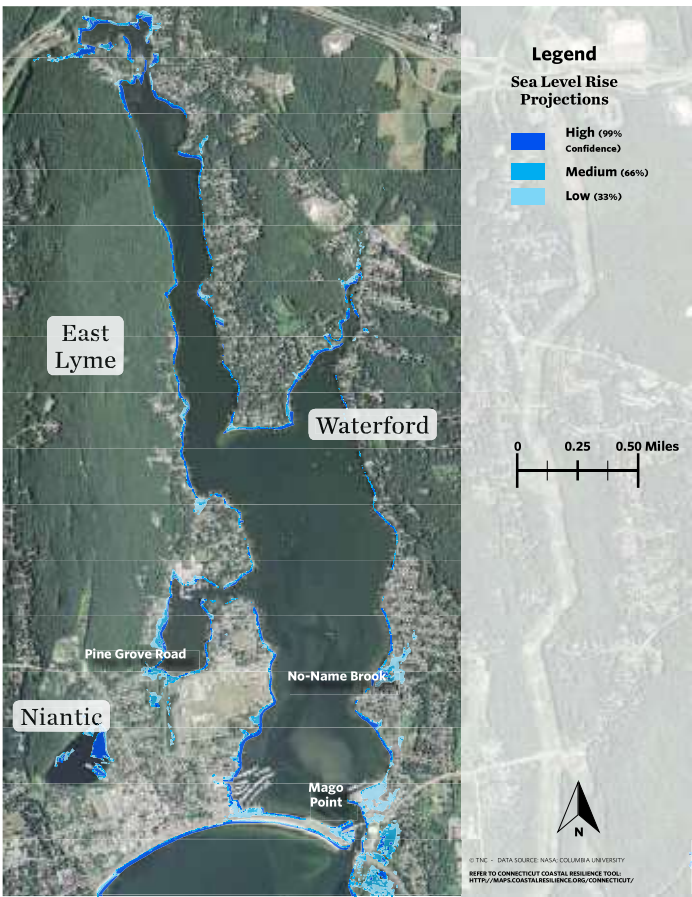 Legend
Sea Level Rise
Projections
High (99%
Confidence)
Medium (66%)
Low (33%)
East
Lyme
Waterford
0 0.25 0.50 Miles
Pine Grove Road
No-Name Brook
Niantic
Mago
Point
N
© TNC - DATA SOURCE: NASA; COLUMBIA UNIVERSITY
REFER TO CONNECTICUT COASTAL RESILIENCE TOOL:
HTTP://MAPS.COASTALRESILIENCE.ORG/CONNECTICUT/